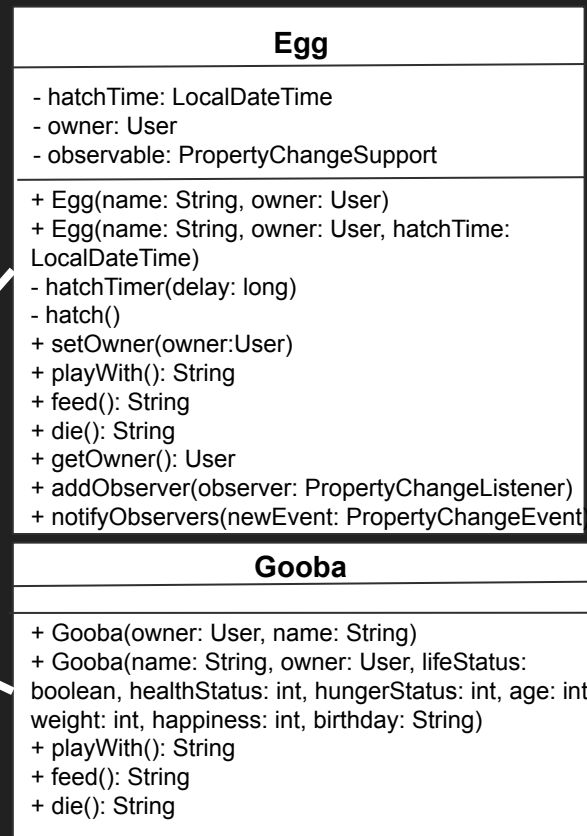 Egg
- hatchTime: LocalDateTime
- owner: User
- observable: PropertyChangeSupport
+ Egg(name: String, owner: User)
+ Egg(name: String, owner: User, hatchTime:
LocalDateTime)
- hatchTimer(delay: long)
- hatch()
+ setOwner(owner:User)
+ playWith(): String
+ feed(): String
+ die(): String
+ getOwner(): User
+ addObserver(observer: PropertyChangeListener)
+ notifyObservers(newEvent: PropertyChangeEvent)
Gooba
+ Gooba(owner: User, name: String)
+ Gooba(name: String, owner: User, lifeStatus:
boolean, healthStatus: int, hungerStatus: int, age: int
weight: int, happiness: int, birthday: String)
+ playWith(): String
+ feed(): String
+ die(): String